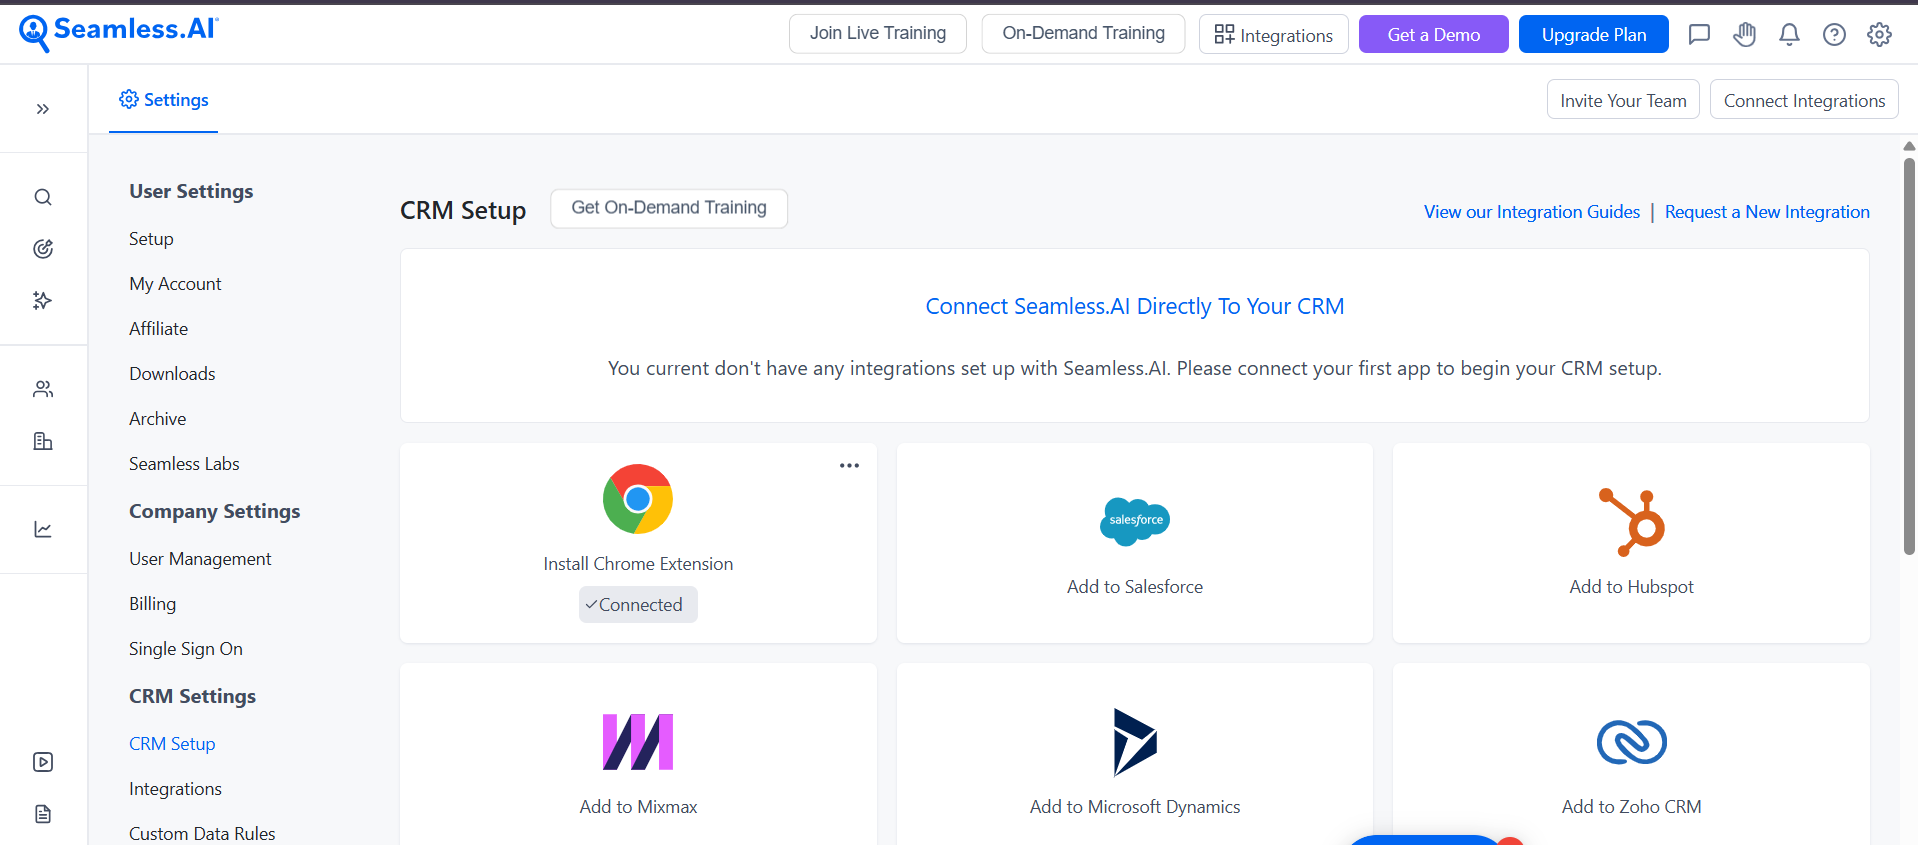 Seamless.AI
Join Live Training
On-Demand Training
Integrations
Get a Demo
Upgrade Plan
Settings
Invite Your Team
Connect Integrations
User Settings
Setup
My Account
Affiliate
Downloads
Archive
Seamless Labs
Company Settings
User Management
Billing
Single Sign On
CRM Settings
CRM Setup
Integrations
Custom Data Rules
CRM Setup
Get On-Demand Training
View our Integration Guides | Request a New Integration
Connect Seamless.AI Directly To Your CRM
You current don't have any integrations set up with Seamless.AI. Please connect your first app to begin your CRM setup.
Install Chrome Extension
Connected
salesforce
Add to Salesforce
Add to Hubspot
Add to Mixmax
Add to Microsoft Dynamics
Add to Zoho CRM